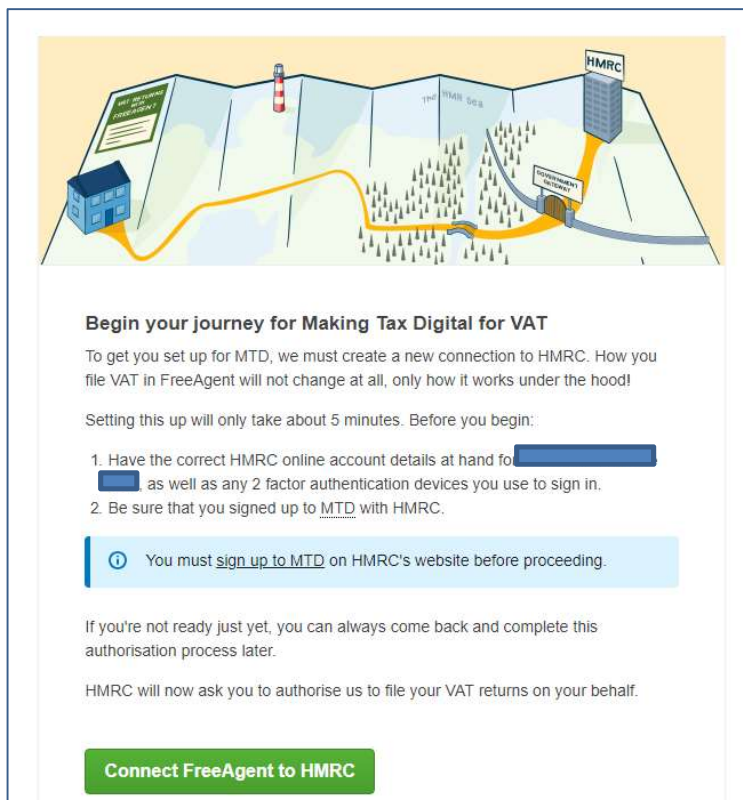 HMRC
VAT RETURNS
WITH
FREEAGENT
The HMR Sea
GOVERNMENT
GATEWAY
Begin your journey for Making Tax Digital for VAT
To get you set up for MTD, we must create a new connection to HMRC. How you
file VAT in FreeAgent will not change at all, only how it works under the hood!
Setting this up will only take about 5 minutes. Before you begin:
1. Have the correct HMRC online account details at hand for
, as well as any 2 factor authentication devices you use to sign in.
2. Be sure that you signed up to MTD with HMRC.
You must sign up to MTD on HMRC's website before proceeding.
If you're not ready just yet, you can always come back and complete this
authorisation process later.
HMRC will now ask you to authorise us to file your VAT returns on your behalf.
Connect FreeAgent to HMRC